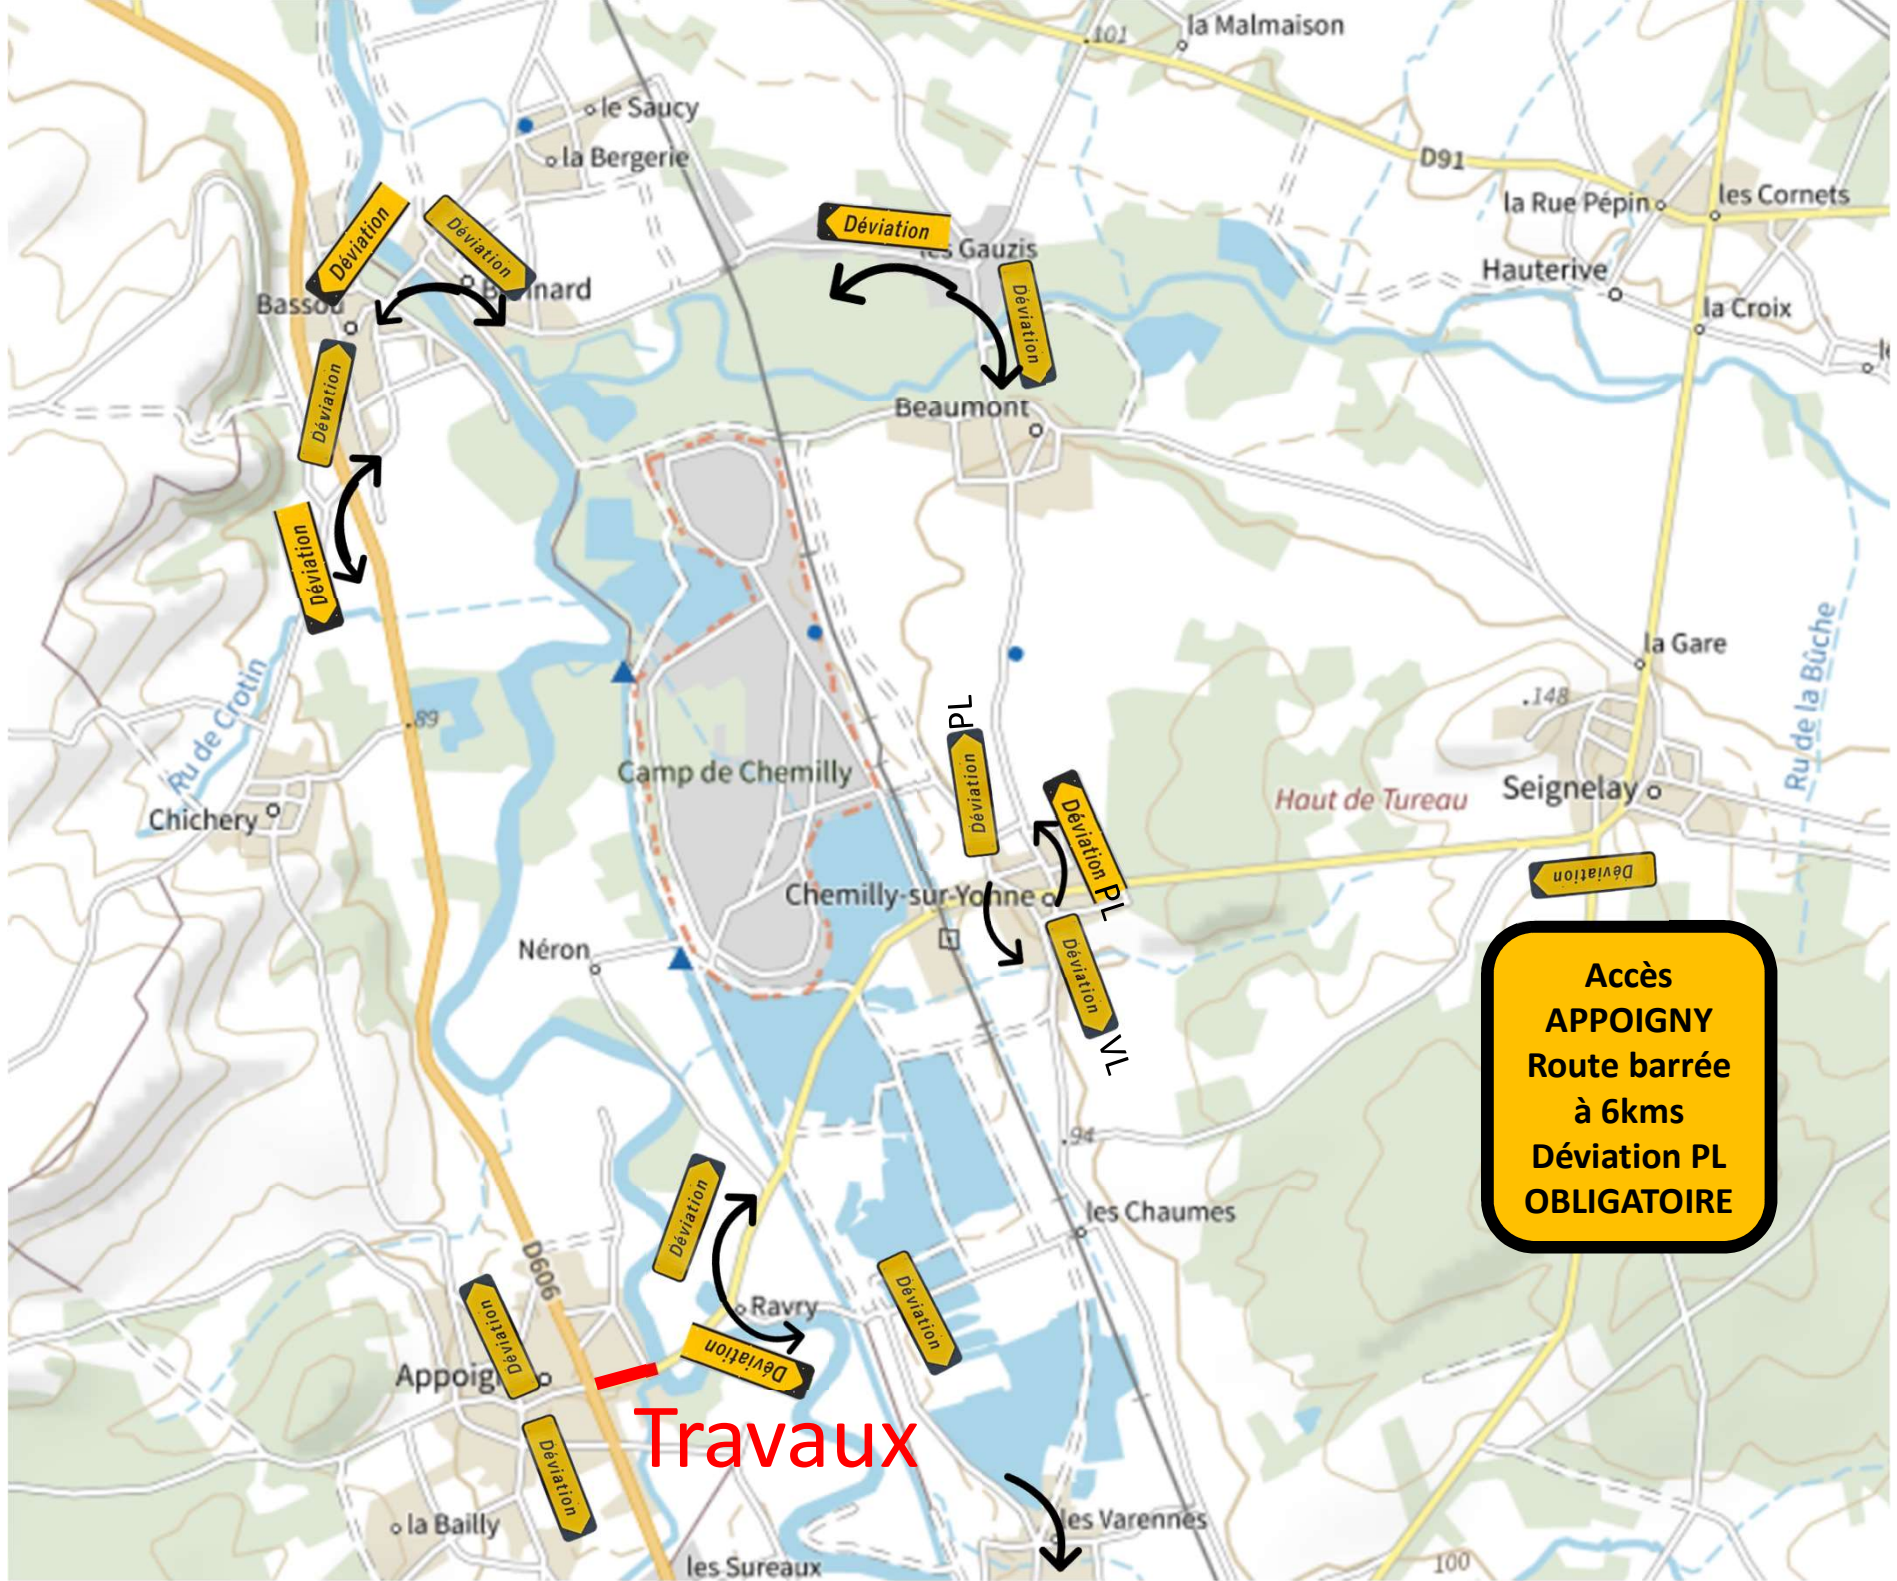 la Malmaison
101
le Saucy
la Bergerie
D91
la Rue Pépin
les Cornets
Déviation
Déviation
Déviation
les Gauzis
Hauterive
Bassou
Déviation
la Croix
Déviation
Beaumont
Déviation
Ru de Crotin
89
Ru de la Bûche
la Gare
148
PL
Déviation
Camp de Chemilly
Déviation PL
Haut de Tureau
Seignelay
Chichery
Déviation
Chemilly-sur-Yonne
Néron
Déviation
VL
Accès
APPOIGNY
Route barrée
à 6kms
Déviation PL
OBLIGATOIRE
94
Déviation
les Chaumes
D606
Déviation
Ravry
Déviation
Déviation
Travaux
Déviation
la Bailly
les Varennes
les Sureaux
100